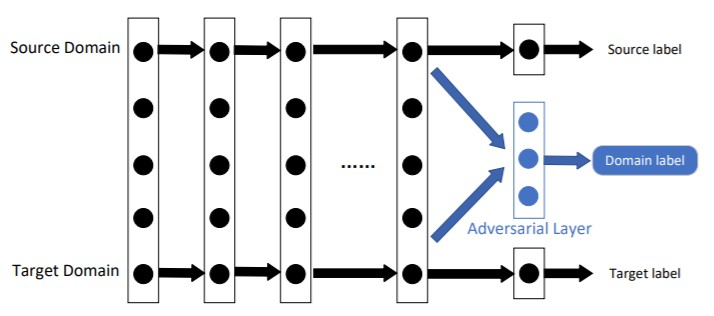 Source Domain
Source label
Domain label
......
Adversarial Layer
Target Domain
Target label